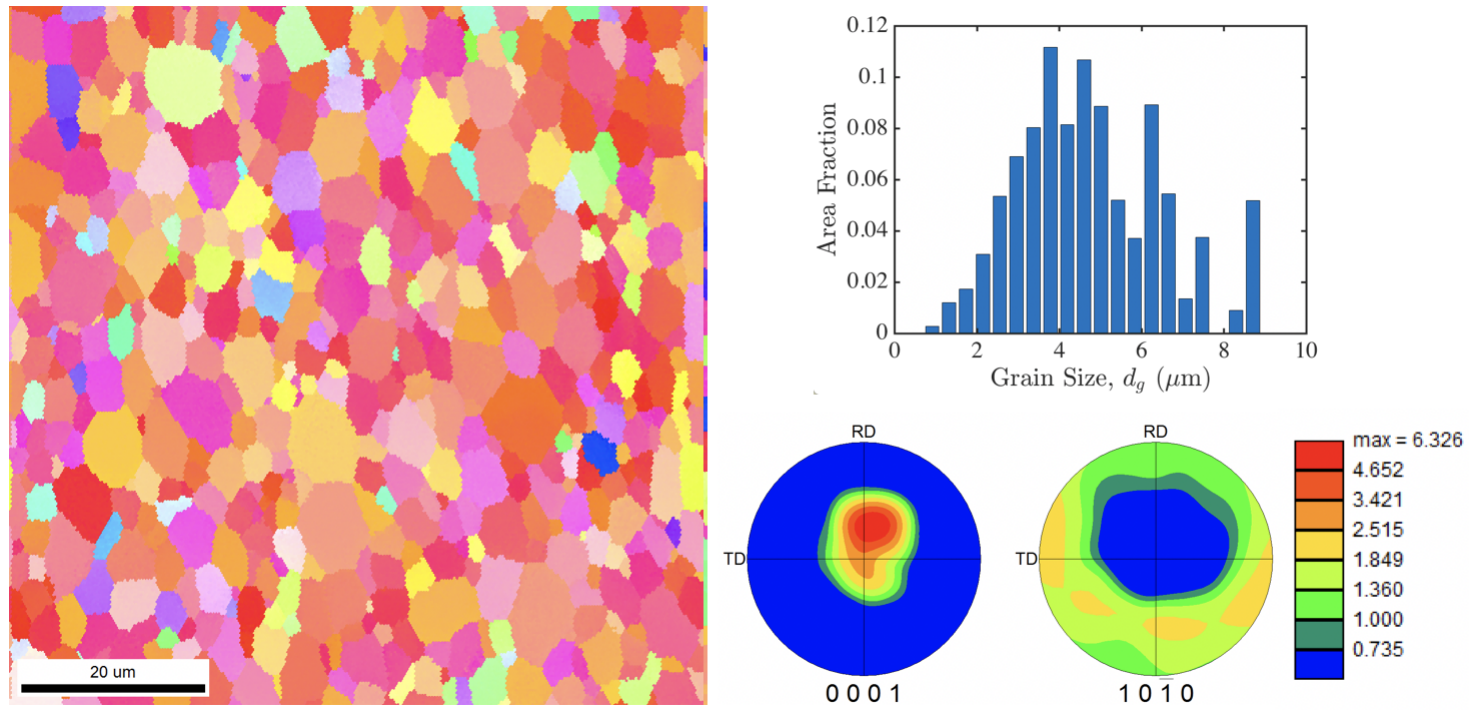 20 um
0.12
0.1
0.08
0.06
0.04
0.02
0
Area Fraction
0 2 4 6 8 10
Grain Size, d_g (μm)
RD
TD
0 0 0 1
RD
TD
1 0 1̅ 0
max = 6.326
4.652
3.421
2.515
1.849
1.360
1.000
0.735